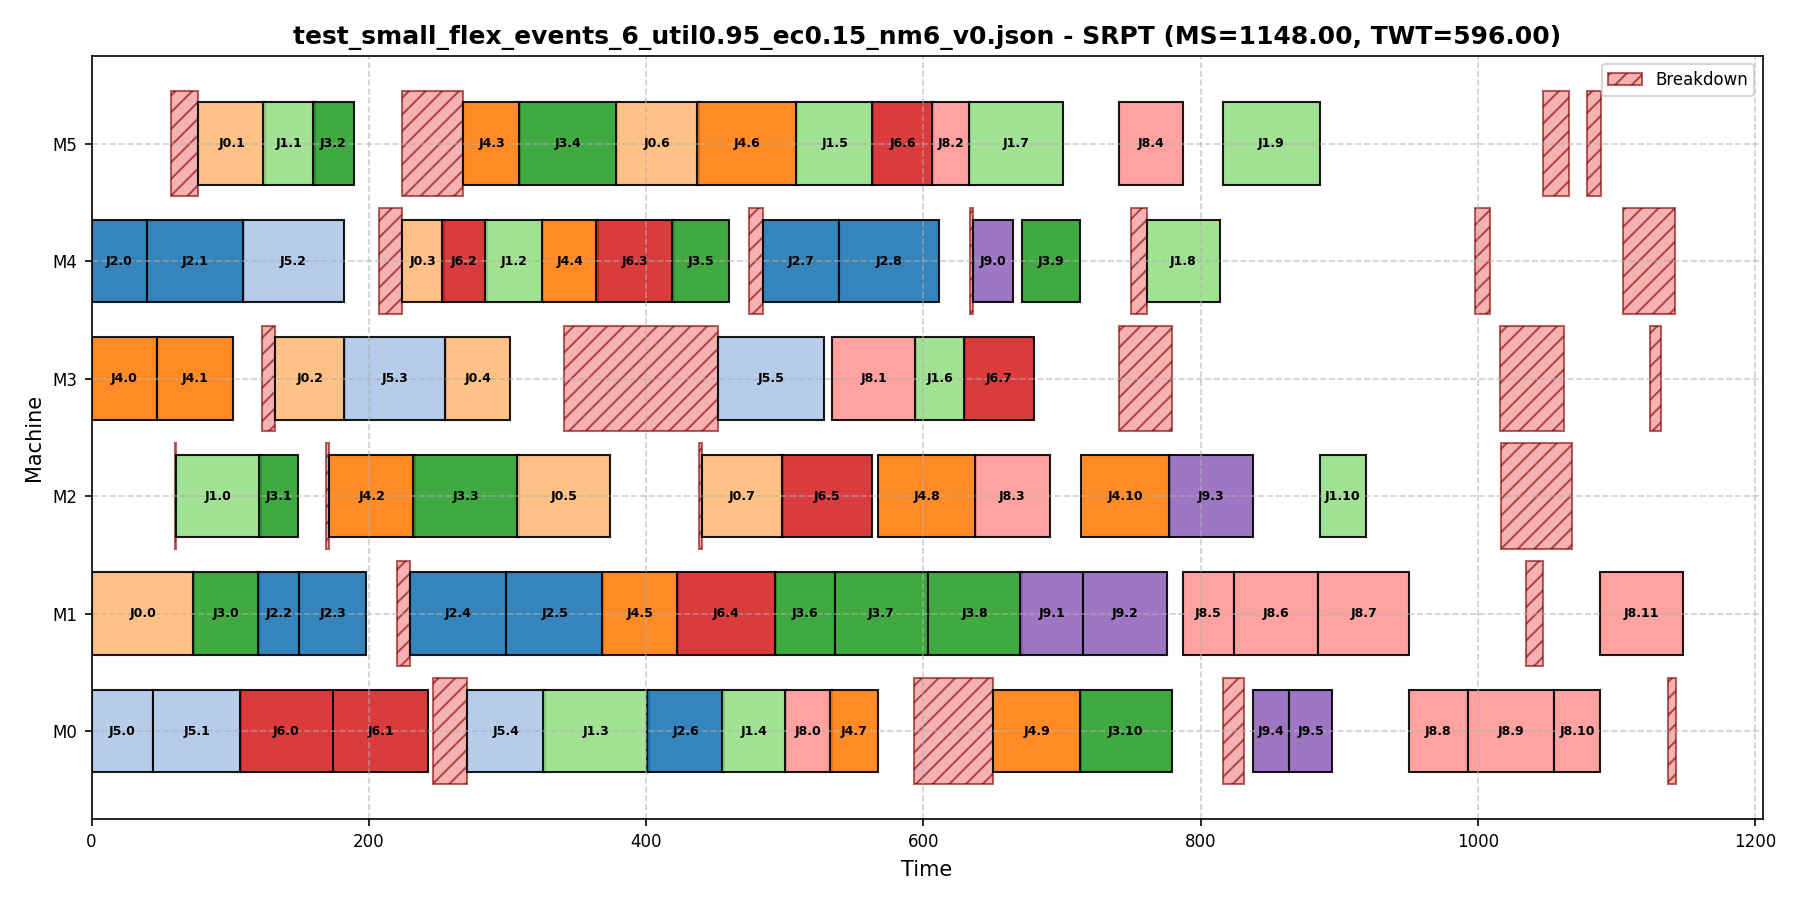 test_small_flex_events_6_util0.95_ec0.15_nm6_v0.json - SRPT (MS=1148.00, TWT=596.00)
Breakdown
M5
J0.1 J1.1 J3.2 J4.3 J3.4 J0.6 J4.6 J1.5 J6.6 J8.2 J1.7 J8.4 J1.9
M4
J2.0 J2.1 J5.2 J0.3 J6.2 J1.2 J4.4 J6.3 J3.5 J2.7 J2.8 J9.0 J3.9 J1.8
M3
J4.0 J4.1 J0.2 J5.3 J0.4 J5.5 J8.1 J1.6 J6.7
M2
J1.0 J3.1 J4.2 J3.3 J0.5 J0.7 J6.5 J4.8 J8.3 J4.10 J9.3 J1.10
M1
J0.0 J3.0 J2.2 J2.3 J2.4 J2.5 J4.5 J6.4 J3.6 J3.7 J3.8 J9.1 J9.2 J8.5 J8.6 J8.7 J8.11
M0
J5.0 J5.1 J6.0 J6.1 J5.4 J1.3 J2.6 J1.4 J8.0 J4.7 J4.9 J3.10 J9.4 J9.5 J8.8 J8.9 J8.10
Machine
0 200 400 600 800 1000 1200
Time